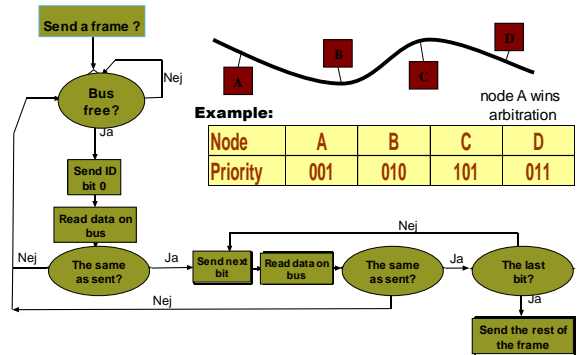 Send a frame ?
Nej
Bus
free?
Ja
Send ID
bit 0
Read data on
bus
Nej
The same
as sent?
Ja
Send next
bit
Read data on
bus
The same
as sent?
Ja
The last
bit?
Nej
Nej
Ja
Send the rest of
the frame
A
B
C
D
node A wins
arbitration
Example:
Node A B C D
Priority 001 010 101 011